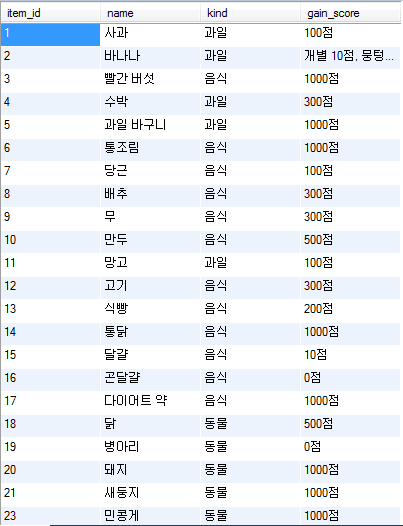 item_id name kind gain_score
1 사과 과일 100점
2 바나나 과일 개별 10점, 뭉텅...
3 빨간 버섯 음식 1000점
4 수박 과일 300점
5 과일 바구니 과일 1000점
6 통조림 음식 1000점
7 당근 음식 100점
8 배추 음식 300점
9 무 음식 300점
10 만두 음식 500점
11 망고 과일 100점
12 고기 음식 300점
13 식빵 음식 200점
14 통닭 음식 1000점
15 달걀 음식 10점
16 곤달걀 음식 0점
17 다이어트 약 음식 1000점
18 닭 동물 500점
19 병아리 동물 0점
20 돼지 동물 1000점
21 새둥지 동물 1000점
23 민콩게 동물 1000점